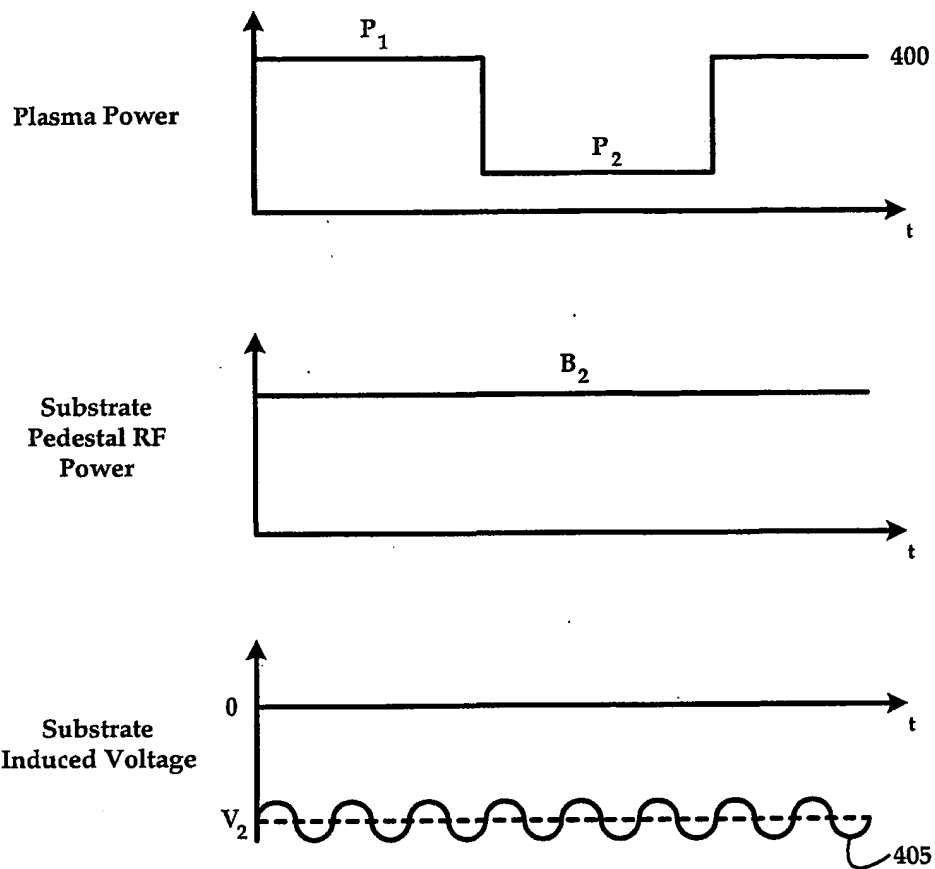 P₁
400
Plasma Power
P₂
t
B₂
Substrate
Pedestal RF
Power
t
0
t
Substrate
Induced Voltage
V₂
405